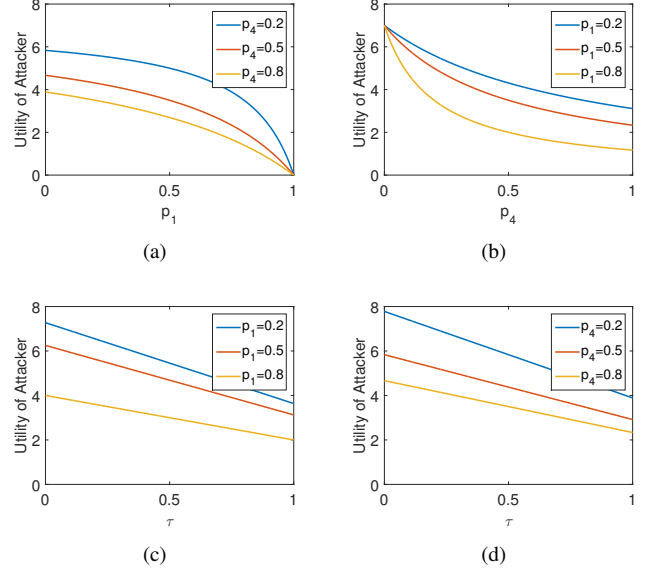 8
6
4
2
0
Utility of Attacker
p4=0.2
p4=0.5
p4=0.8
0
0.5
1
p1
(a)
8
6
4
2
0
Utility of Attacker
p1=0.2
p1=0.5
p1=0.8
0
0.5
1
p4
(b)
8
6
4
2
0
Utility of Attacker
p1=0.2
p1=0.5
p1=0.8
0
0.5
1
τ
(c)
8
6
4
2
0
Utility of Attacker
p4=0.2
p4=0.5
p4=0.8
0
0.5
1
τ
(d)